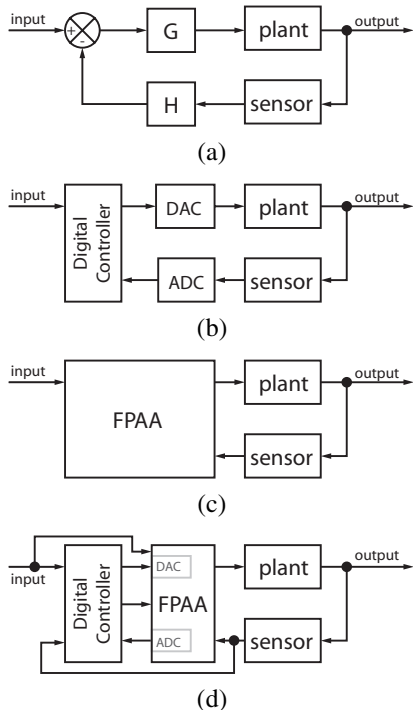 input
+
-
G
plant
output
H
sensor
(a)
input
Digital
Controller
DAC
plant
output
ADC
sensor
(b)
input
FPAA
plant
output
sensor
(c)
input
Digital
Controller
DAC
FPAA
ADC
plant
output
sensor
(d)